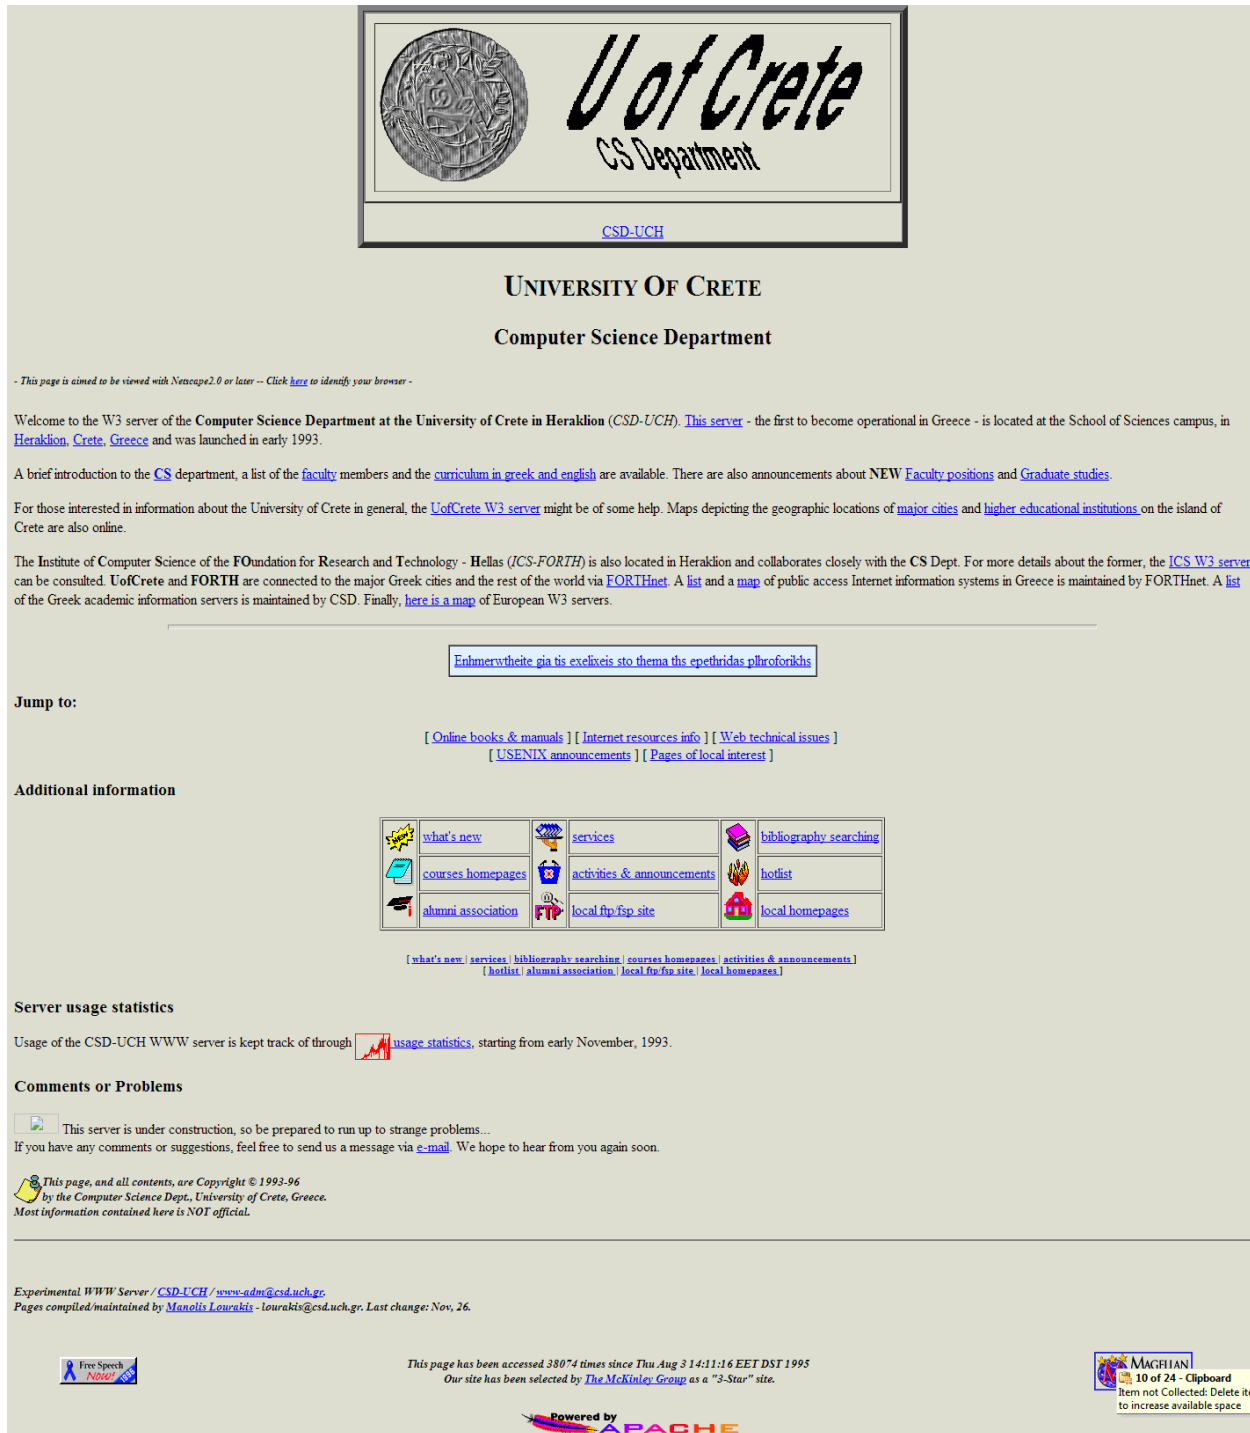 U of Crete
CS Department
CSD-UCH
UNIVERSITY OF CRETE
Computer Science Department
- This page is aimed to be viewed with Netscape2.0 or later -- Click here to identify your browser -
Welcome to the W3 server of the Computer Science Department at the University of Crete in Heraklion (CSD-UCH). This server - the first to become operational in Greece - is located at the School of Sciences campus, in
Heraklion, Crete, Greece and was launched in early 1993.
A brief introduction to the CS department, a list of the faculty members and the curriculum in greek and english are available. There are also announcements about NEW Faculty positions and Graduate studies.
For those interested in information about the University of Crete in general, the UofCrete W3 server might be of some help. Maps depicting the geographic locations of major cities and higher educational institutions on the island of
Crete are also online.
The Institute of Computer Science of the FOundation for Research and Technology - Hellas (ICS-FORTH) is also located in Heraklion and collaborates closely with the CS Dept. For more details about the former, the ICS W3 server
can be consulted. UofCrete and FORTH are connected to the major Greek cities and the rest of the world via FORTHnet. A list and a map of public access Internet information systems in Greece is maintained by FORTHnet. A list
of the Greek academic information servers is maintained by CSD. Finally, here is a map of European W3 servers.
Enhmerwtheite gia tis exelixeis sto thema ths epethridas plhroforikhs
Jump to:
[ Online books & manuals ] [ Internet resources info ] [ Web technical issues ]
[ USENIX announcements ] [ Pages of local interest ]
Additional information
NEW what's new services bibliography searching
courses homepages activities & announcements hotlist
alumni association FTP local ftp/fsp site local homepages
[ what's new | services | bibliography searching | courses homepages | activities & announcements ]
[ hotlist | alumni association | local ftp/fsp site | local homepages ]
Server usage statistics
Usage of the CSD-UCH WWW server is kept track of through usage statistics, starting from early November, 1993.
Comments or Problems
This server is under construction, so be prepared to run up to strange problems...
If you have any comments or suggestions, feel free to send us a message via e-mail. We hope to hear from you again soon.
This page, and all contents, are Copyright © 1993-96
by the Computer Science Dept., University of Crete, Greece.
Most information contained here is NOT official.
Experimental WWW Server / CSD-UCH / www-adm@csd.uch.gr.
Pages compiled/maintained by Manolis Lourakis - lourakis@csd.uch.gr. Last change: Nov, 26.
Free Speech
NOW! 1996
This page has been accessed 38074 times since Thu Aug 3 14:11:16 EET DST 1995
Our site has been selected by The McKinley Group as a "3-Star" site.
MAGELLAN
10 of 24 - Clipboard
Item not Collected: Delete ite
to increase available space
Powered by
APACHE